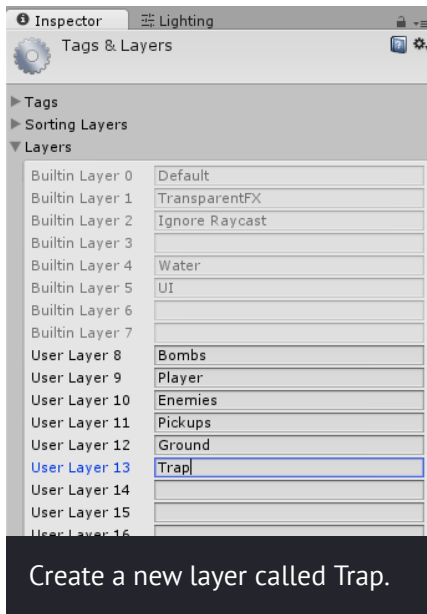 Inspector Lighting
Tags & Layers
Tags
Sorting Layers
Layers
Builtin Layer 0 Default
Builtin Layer 1 TransparentFX
Builtin Layer 2 Ignore Raycast
Builtin Layer 3
Builtin Layer 4 Water
Builtin Layer 5 UI
Builtin Layer 6
Builtin Layer 7
User Layer 8 Bombs
User Layer 9 Player
User Layer 10 Enemies
User Layer 11 Pickups
User Layer 12 Ground
User Layer 13 Trap
User Layer 14
User Layer 15
User Layer 16
Create a new layer called Trap.